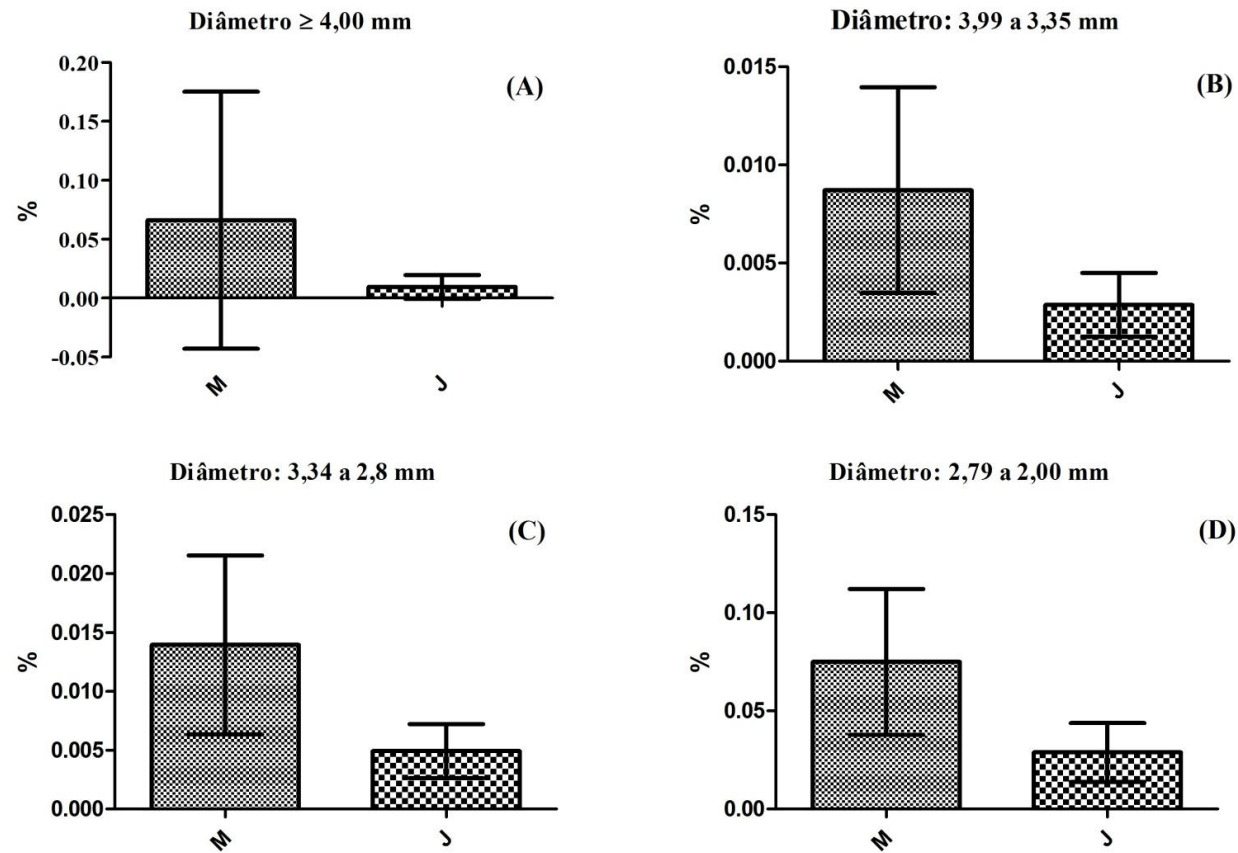 Diâmetro ≥ 4,00 mm
(A)
%
0.20
0.15
0.10
0.05
0.00
-0.05
M
J
Diâmetro: 3,99 a 3,35 mm
(B)
%
0.015
0.010
0.005
0.000
M
J
Diâmetro: 3,34 a 2,8 mm
(C)
%
0.025
0.020
0.015
0.010
0.005
0.000
M
J
Diâmetro: 2,79 a 2,00 mm
(D)
%
0.15
0.10
0.05
0.00
M
J